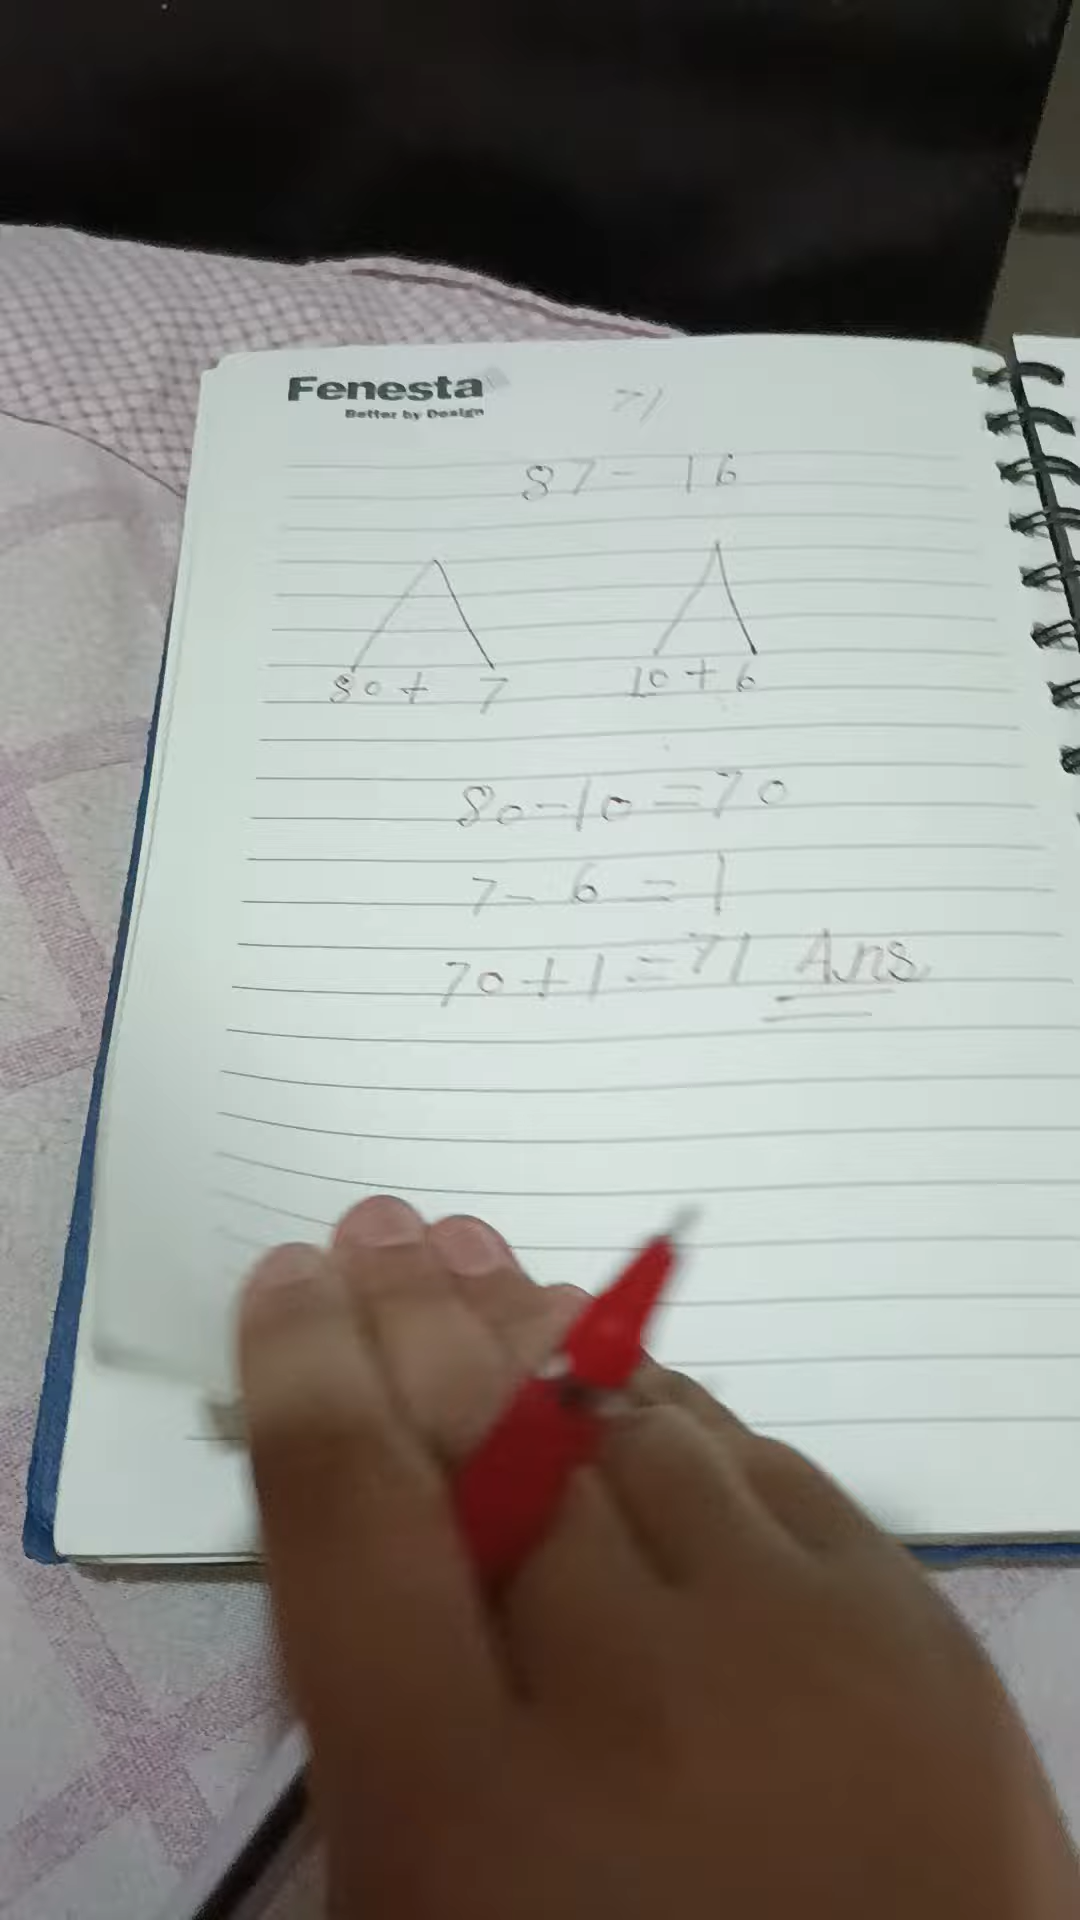 Fenesta
Better by Design
71
87 - 16
80 + 7 10 + 6
80 - 10 = 70
7 - 6 = 1
70 + 1 = 71 Ans